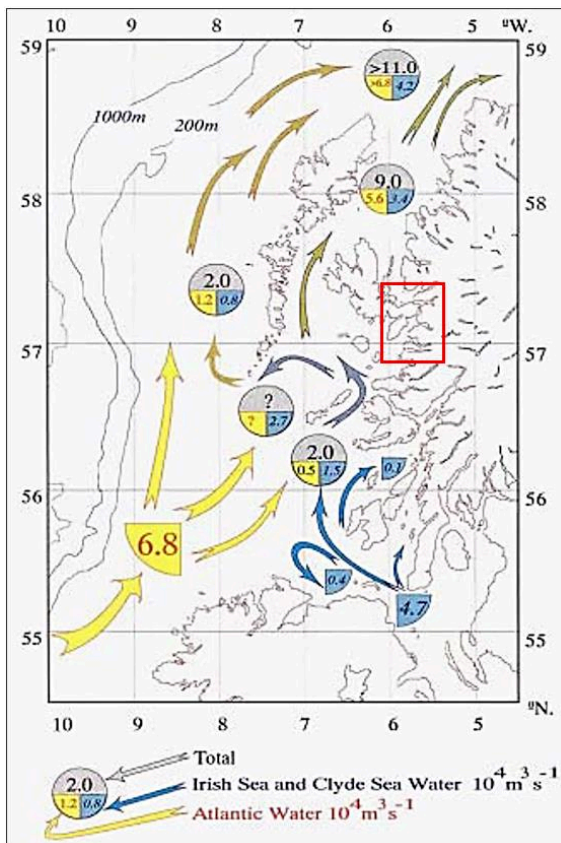 10 9 8 7 6 5 ºW.
59 59
>11.0
>6.8 4.2
1000m
200m
58 58
9.0
5.6 3.4
2.0
1.2 0.8
57 57
?
? 2.7
2.0
0.5 1.5
0.1
56 56
6.8
0.4
4.7
55 55
ºN.
10 9 8 7 6 5
Total
2.0
1.2 0.8
Irish Sea and Clyde Sea Water 10⁴m³s⁻¹
Atlantic Water 10⁴m³s⁻¹